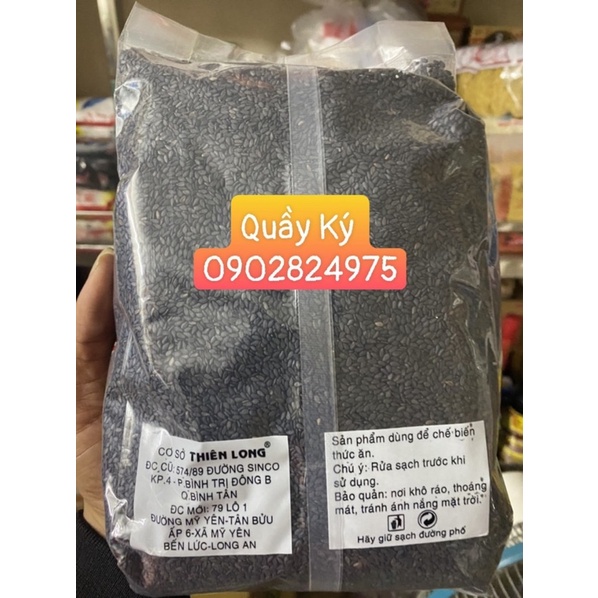 Quầy Ký
0902824975
CƠ SỞ THIÊN LONG®
ĐC CŨ: 574/89 ĐƯỜNG SINCO
KP.4 - P.BÌNH TRỊ ĐÔNG B
Q.BÌNH TÂN
ĐC MỚI: 79 LÔ 1
ĐƯỜNG MỸ YÊN-TÂN BỬU
ẤP 6-XÃ MỸ YÊN
BẾN LỨC-LONG AN
Sản phẩm dùng để chế biến
thức ăn.
Chú ý: Rửa sạch trước khi
sử dụng.
Bảo quản: nơi khô ráo, thoáng
mát, tránh ánh nắng mặt trời.
Hãy giữ sạch đường phố